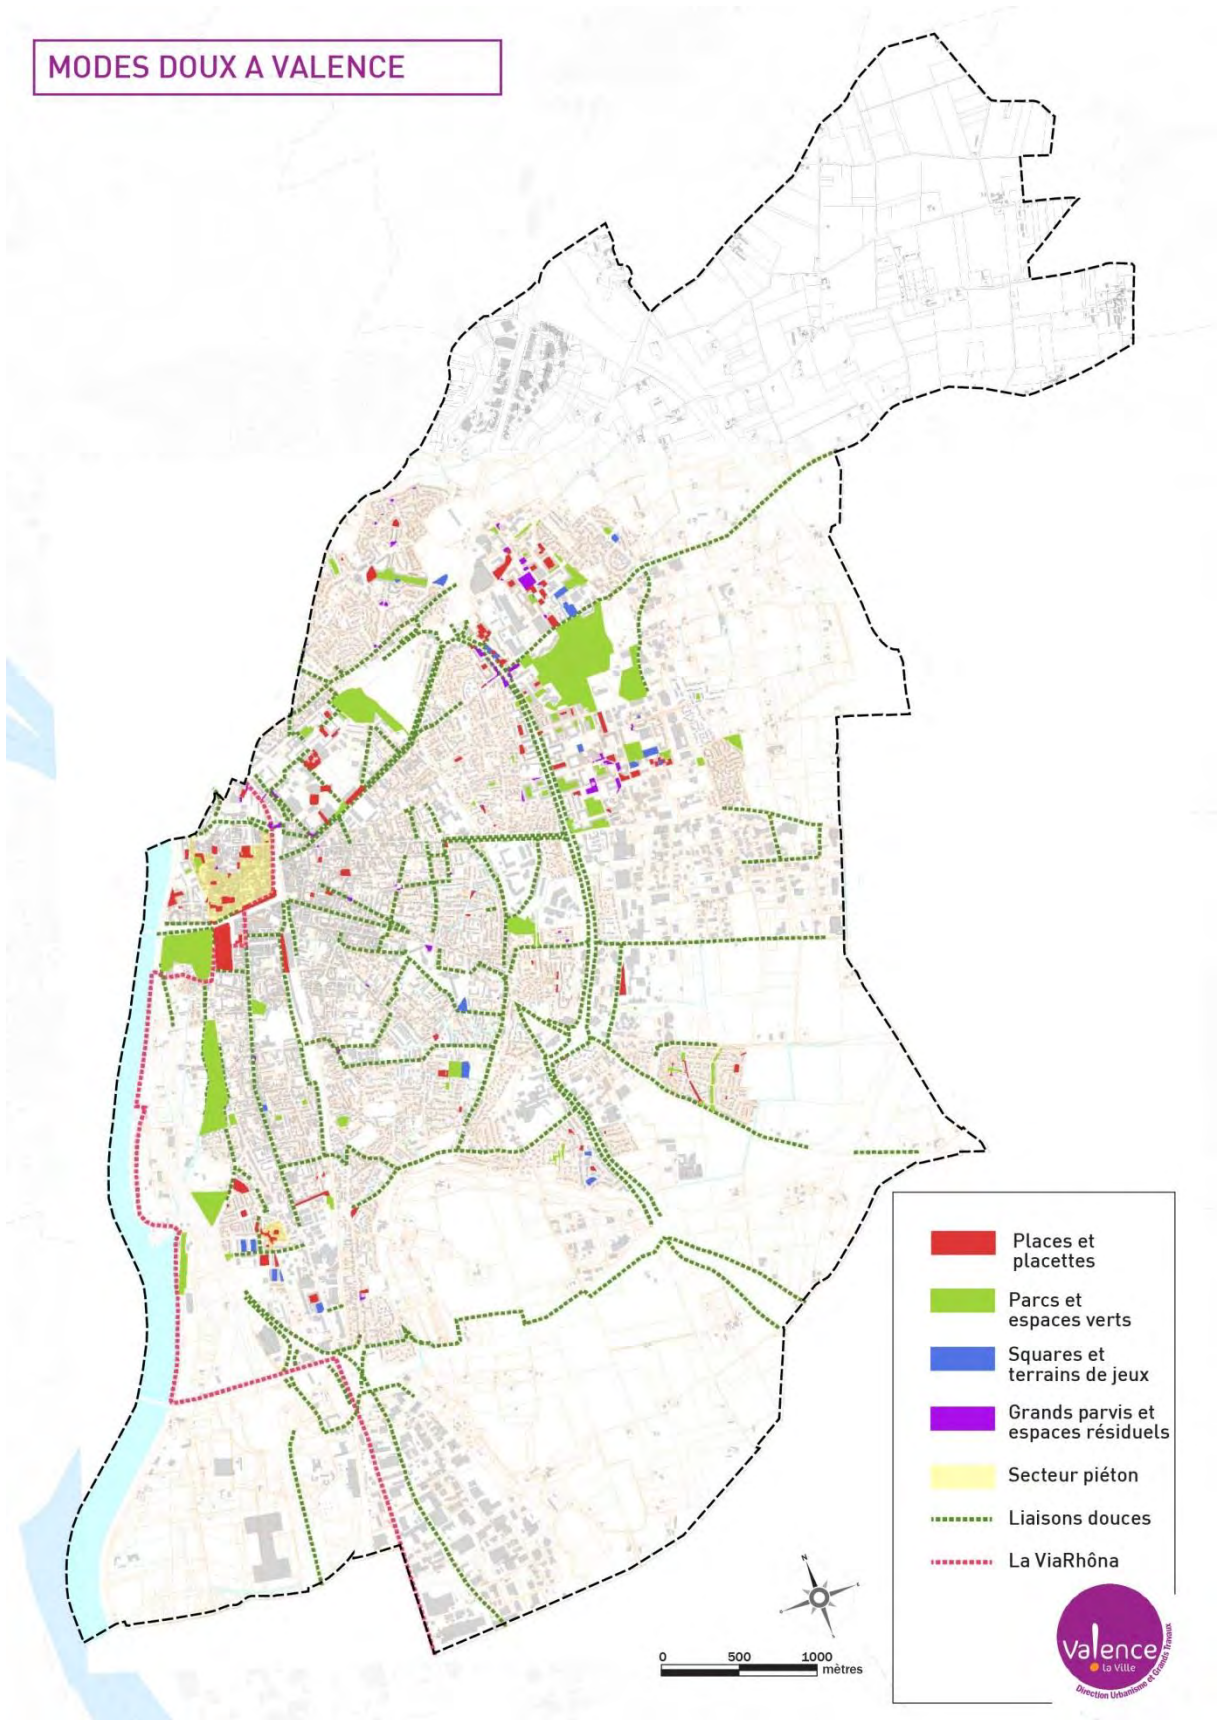 MODES DOUX A VALENCE
Places et
placettes
Parcs et
espaces verts
Squares et
terrains de jeux
Grands parvis et
espaces résiduels
Secteur piéton
Liaisons douces
La ViaRhôna
N
0 500 1000
mètres
Valence
la Ville
Direction Urbanisme et Grands Travaux